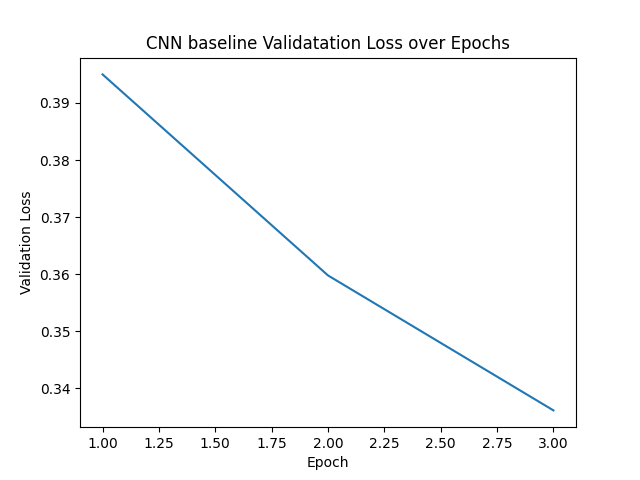 CNN baseline Validatation Loss over Epochs
0.39
0.38
0.37
0.36
0.35
0.34
Validation Loss
1.00 1.25 1.50 1.75 2.00 2.25 2.50 2.75 3.00
Epoch